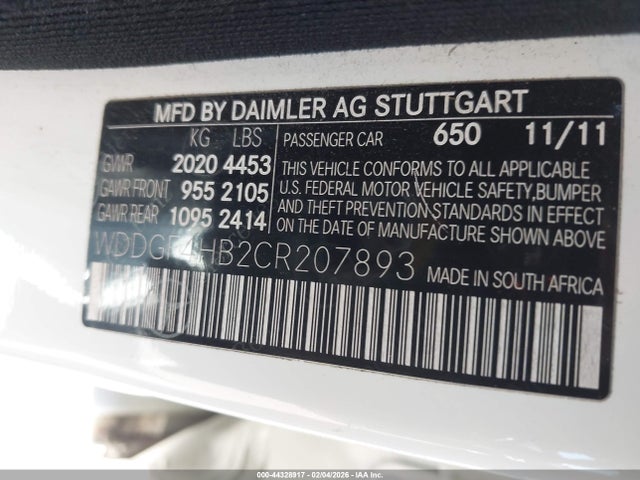 MFD BY DAIMLER AG STUTTGART
KG LBS PASSENGER CAR 650 11/11
GVWR 2020 4453
GAWR FRONT 955 2105
GAWR REAR 1095 2414
THIS VEHICLE CONFORMS TO ALL APPLICABLE
U.S. FEDERAL MOTOR VEHICLE SAFETY,BUMPER
AND THEFT PREVENTION STANDARDS IN EFFECT
ON THE DATE OF MANUFACTURE SHOWN ABOVE.
WDDGF4HB2CR207893 MADE IN SOUTH AFRICA
000-44328917 - 02/04/2026 - IAA Inc.